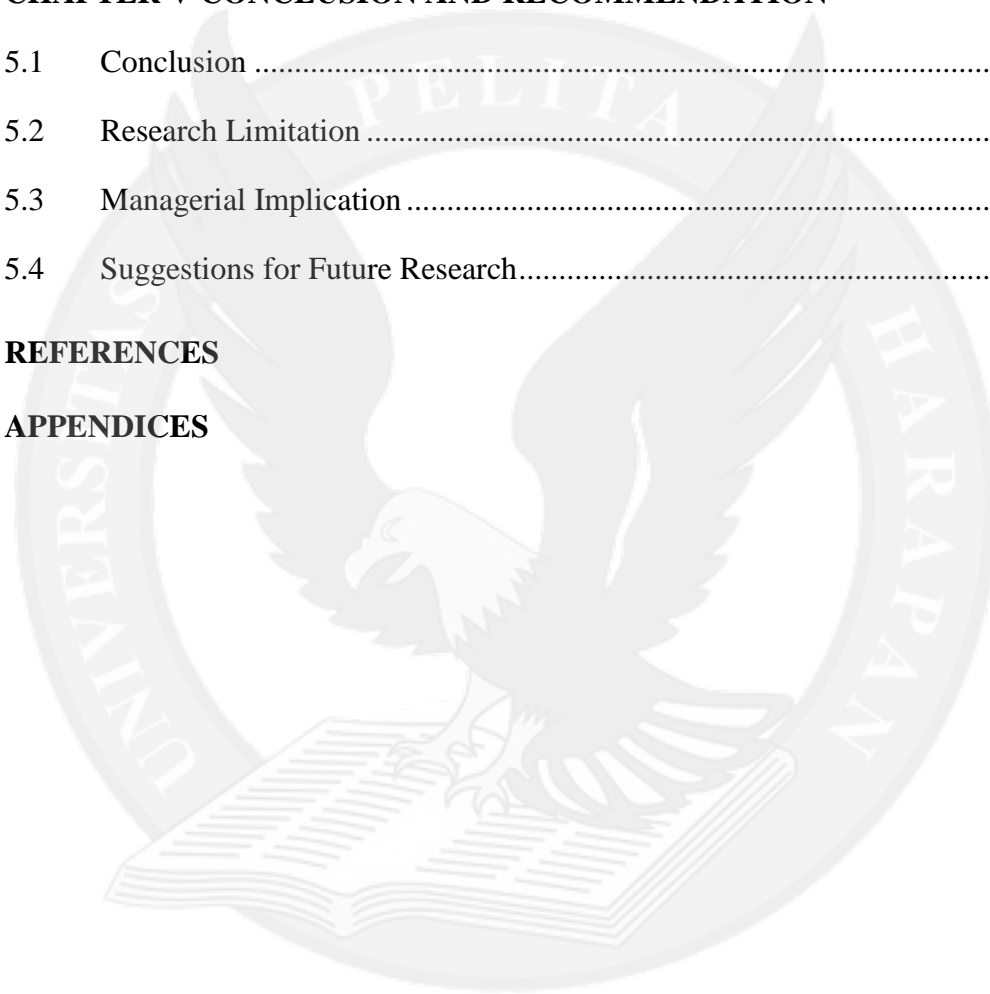 CHAPTER V CONCLUSION AND RECOMMENDATION
5.1 Conclusion ..........................................................................................
5.2 Research Limitation ............................................................................
5.3 Managerial Implication .......................................................................
5.4 Suggestions for Future Research.........................................................
REFERENCES
APPENDICES
UNIVERSITAS PELITA HARAPAN